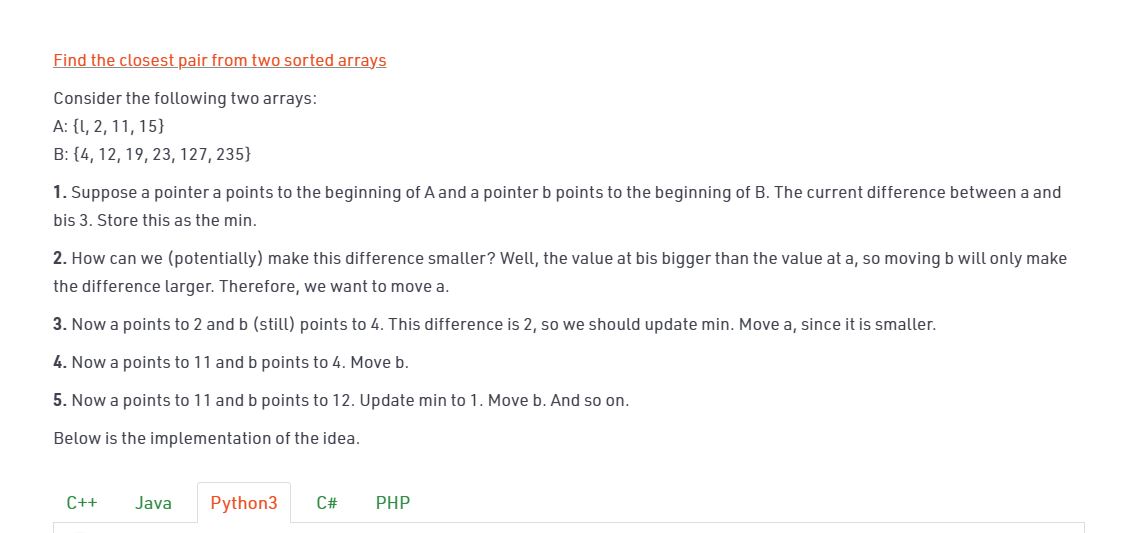 Find the closest pair from two sorted arrays
Consider the following two arrays:
A: {l, 2, 11, 15}
B: {4, 12, 19, 23, 127, 235}
1. Suppose a pointer a points to the beginning of A and a pointer b points to the beginning of B. The current difference between a and
bis 3. Store this as the min.
2. How can we (potentially) make this difference smaller? Well, the value at bis bigger than the value at a, so moving b will only make
the difference larger. Therefore, we want to move a.
3. Now a points to 2 and b (still) points to 4. This difference is 2, so we should update min. Move a, since it is smaller.
4. Now a points to 11 and b points to 4. Move b.
5. Now a points to 11 and b points to 12. Update min to 1. Move b. And so on.
Below is the implementation of the idea.
C++ Java Python3 C# PHP